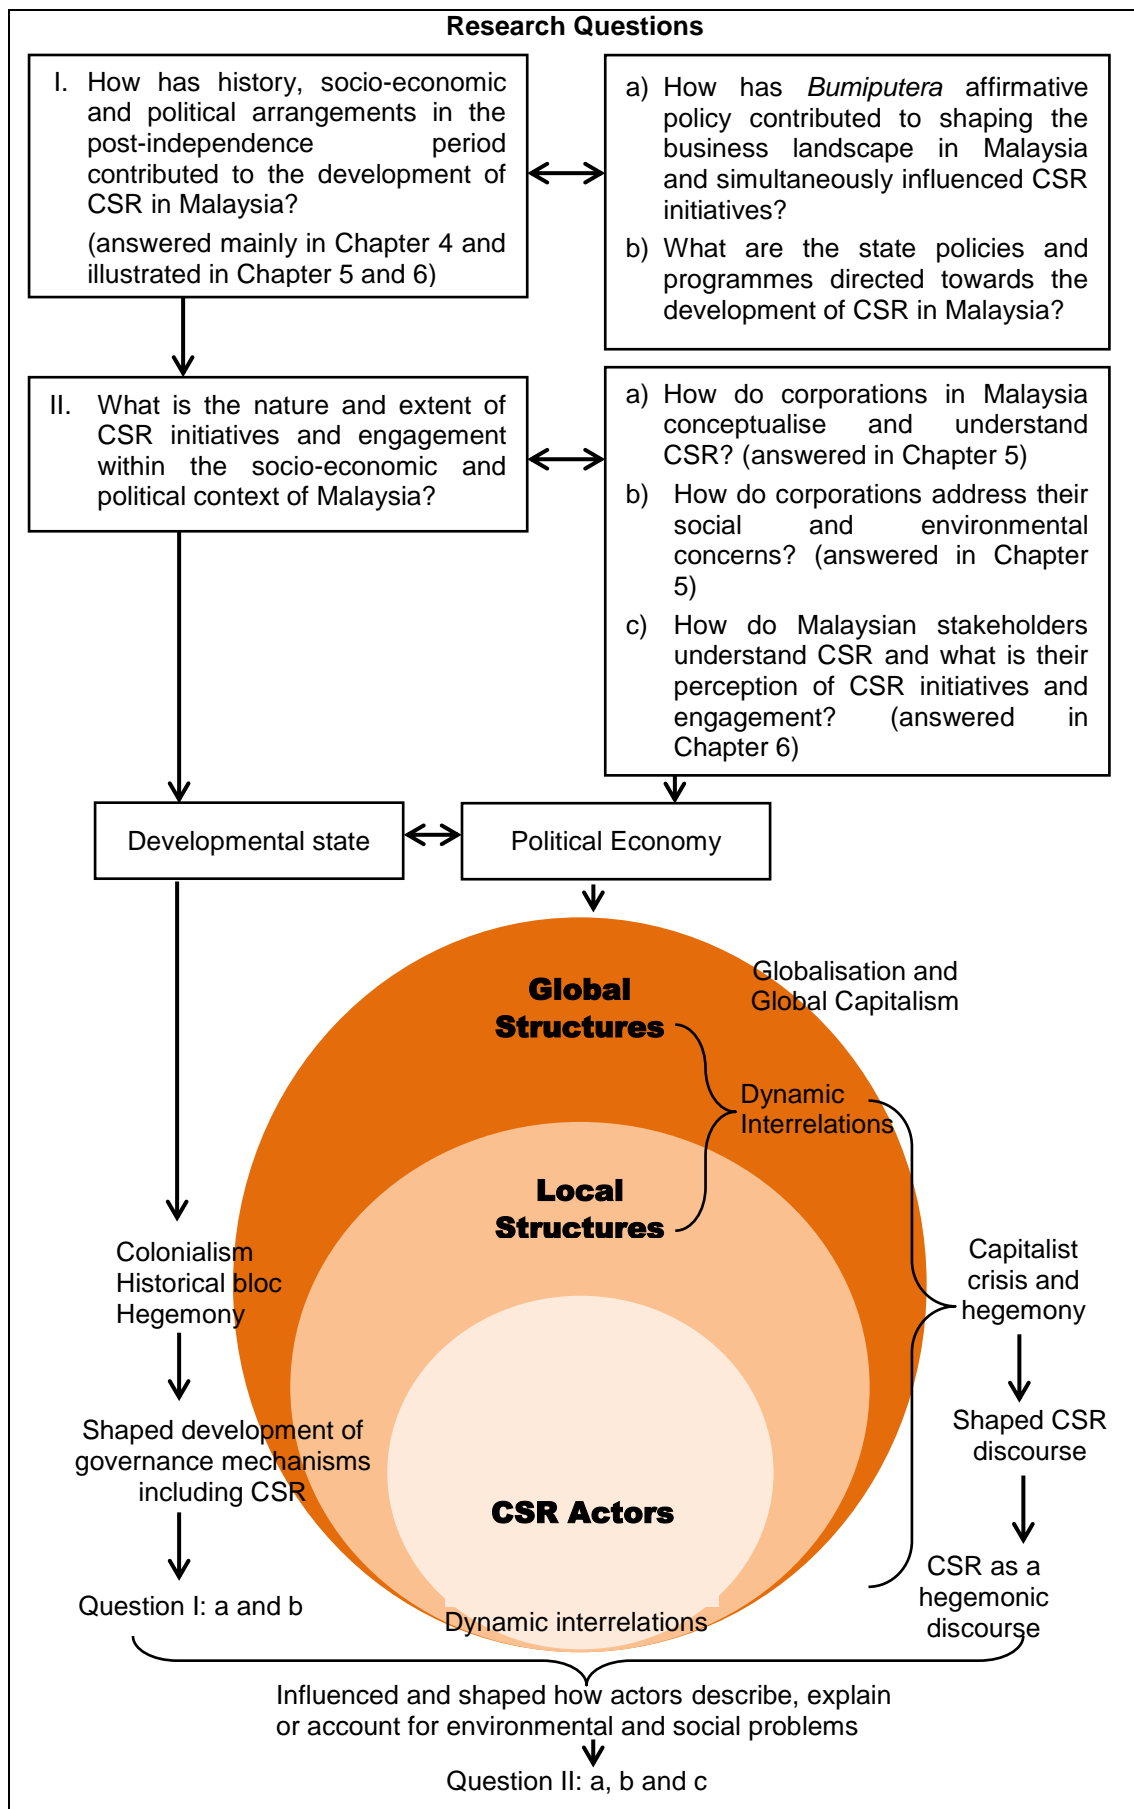 Research Questions
I. How has history, socio-economic
and political arrangements in the
post-independence period
contributed to the development of
CSR in Malaysia?
(answered mainly in Chapter 4 and
illustrated in Chapter 5 and 6)
a) How has Bumiputera affirmative
policy contributed to shaping the
business landscape in Malaysia
and simultaneously influenced CSR
initiatives?
b) What are the state policies and
programmes directed towards the
development of CSR in Malaysia?
II. What is the nature and extent of
CSR initiatives and engagement
within the socio-economic and
political context of Malaysia?
a) How do corporations in Malaysia
conceptualise and understand
CSR? (answered in Chapter 5)
b) How do corporations address their
social and environmental
concerns? (answered in Chapter
5)
c) How do Malaysian stakeholders
understand CSR and what is their
perception of CSR initiatives and
engagement? (answered in
Chapter 6)
Developmental state
Political Economy
Global
Structures
Globalisation and
Global Capitalism
Dynamic
Interrelations
Local
Structures
Colonialism
Historical bloc
Hegemony
Capitalist
crisis and
hegemony
Shaped development of
governance mechanisms
including CSR
Shaped CSR
discourse
CSR Actors
Question I: a and b
CSR as a
hegemonic
discourse
Dynamic interrelations
Influenced and shaped how actors describe, explain
or account for environmental and social problems
Question II: a, b and c